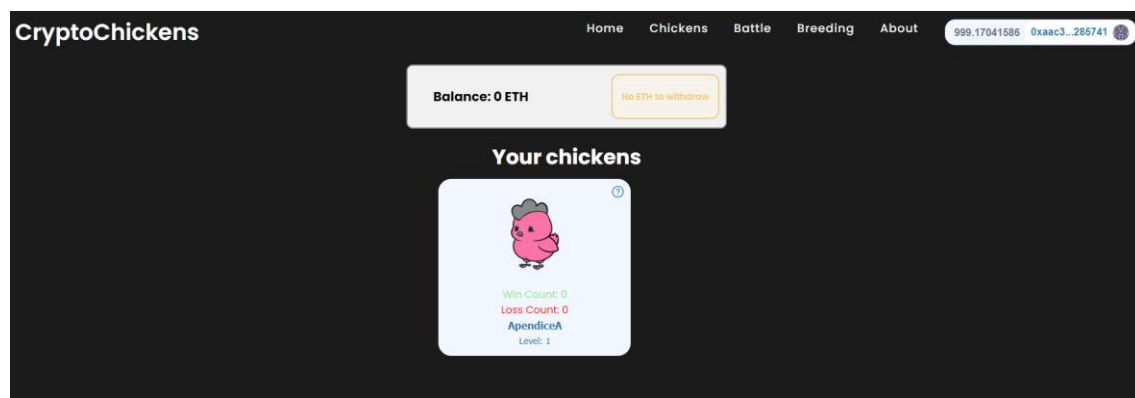 CryptoChickens
Home Chickens Battle Breeding About 999.17041586 0xaac3...285741
Balance: 0 ETH
No ETH to withdraw
Your chickens
?
Win Count: 0
Loss Count: 0
ApendiceA
Level: 1